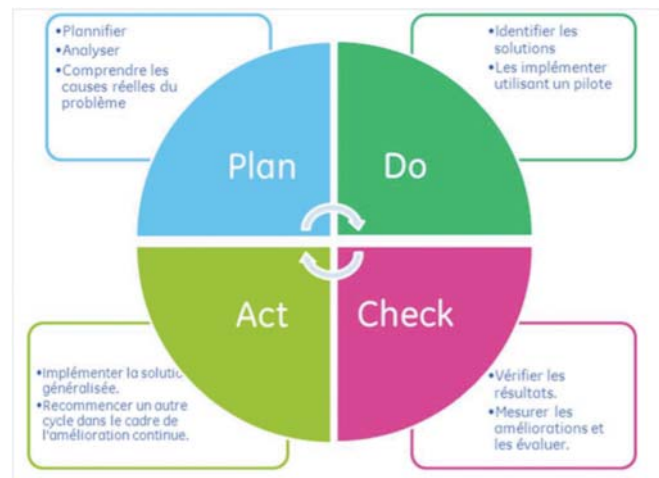 •Plannifier
•Analyser
•Comprendre les
causes réelles du
problème
•Identifier les
solutions
•Les implémenter
utilisant un pilote
Plan
Do
Act
Check
•Implémenter la solutio
généralisée.
•Recommencer un autre
cycle dans le cadre de
l'amélioration continue.
•Vérifier les
résultats.
•Mesurer les
améliorations et
les évaluer.